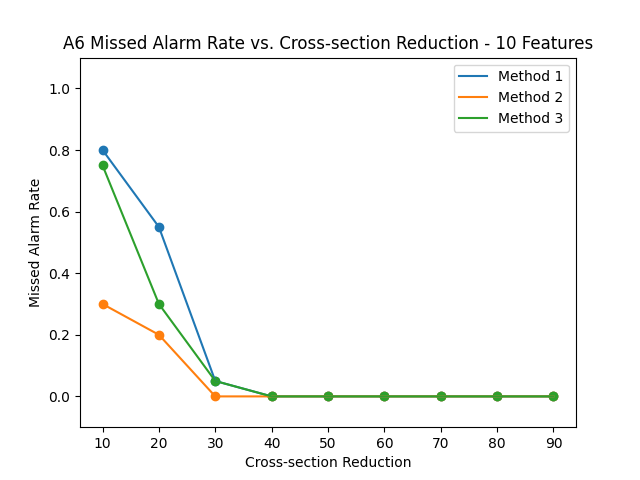 A6 Missed Alarm Rate vs. Cross-section Reduction - 10 Features
Method 1
Method 2
Method 3
1.0
0.8
0.6
0.4
0.2
0.0
Missed Alarm Rate
10 20 30 40 50 60 70 80 90
Cross-section Reduction